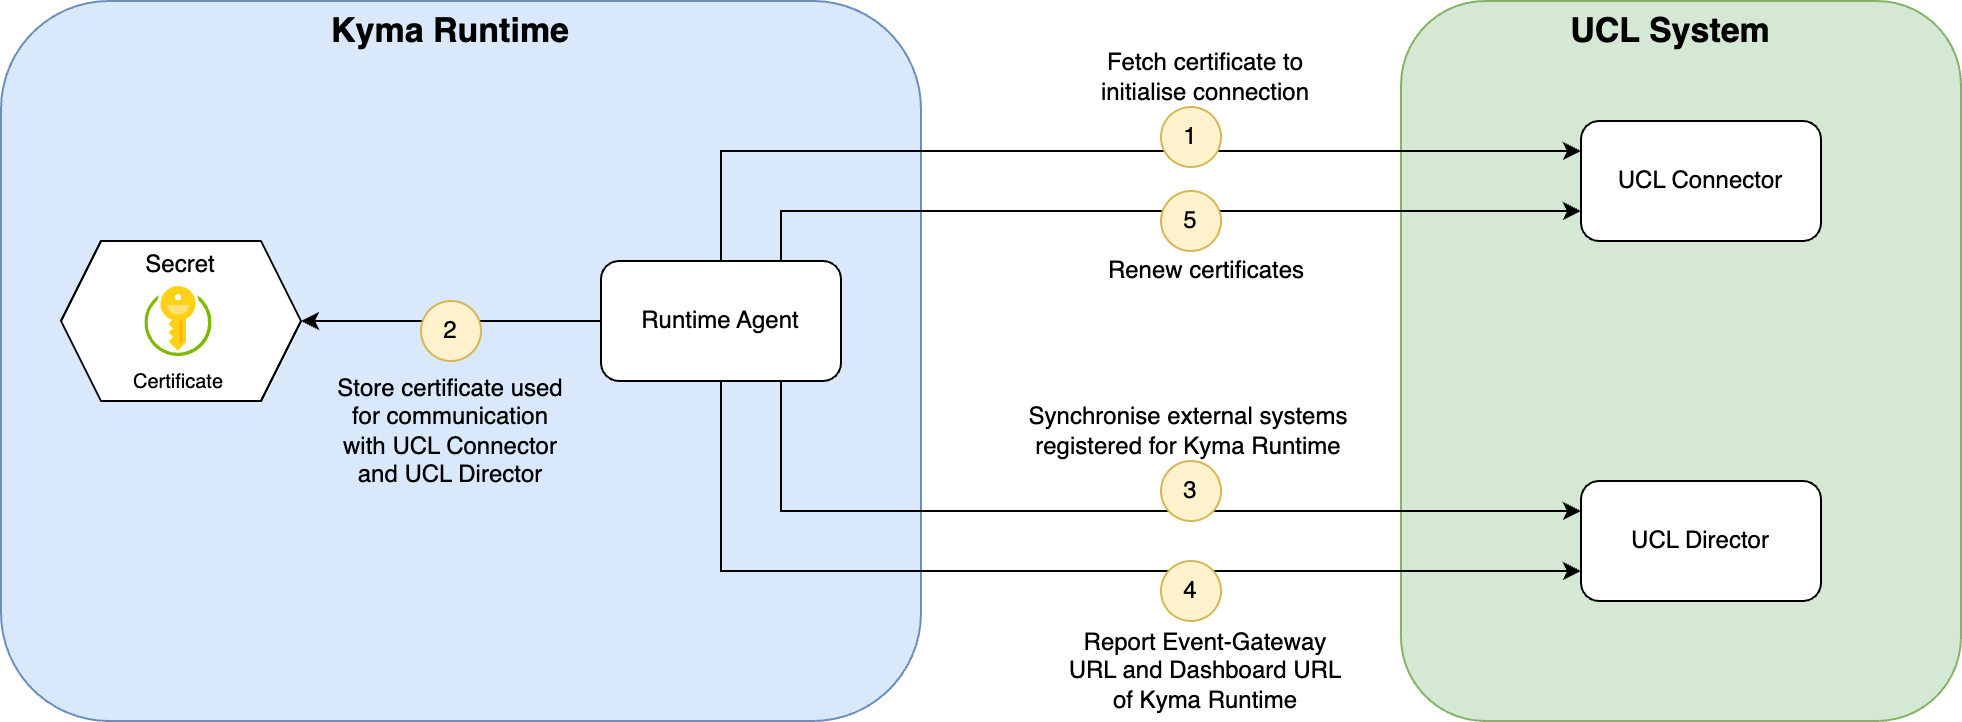 Kyma Runtime
UCL System
Fetch certificate to
initialise connection
1
UCL Connector
5
Renew certificates
Secret
Certificate
2
Store certificate used
for communication
with UCL Connector
and UCL Director
Runtime Agent
Synchronise external systems
registered for Kyma Runtime
3
UCL Director
4
Report Event-Gateway
URL and Dashboard URL
of Kyma Runtime